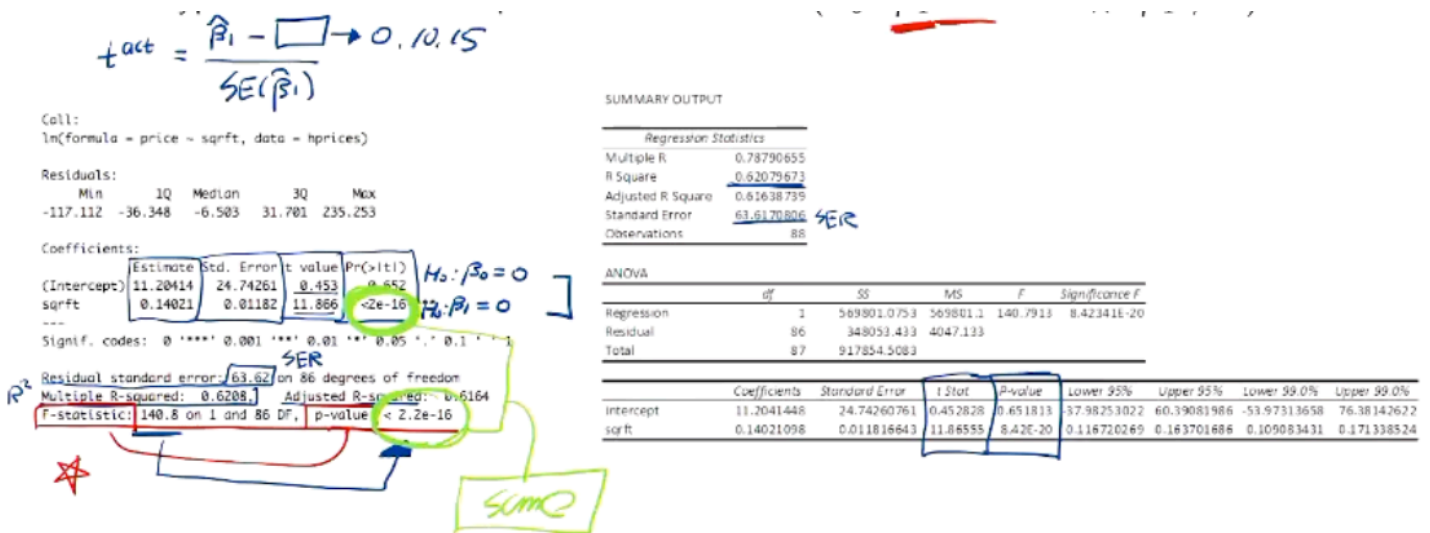 t^act = β̂₁ - □ → 0, 10, 15
SE(β̂₁)
Call:
lm(formula = price ~ sqrft, data = hprices)
Residuals:
Min 1Q Median 3Q Max
-117.112 -36.348 -6.503 31.701 235.253
Coefficients:
Estimate Std. Error t value Pr(>|t|)
(Intercept) 11.20414 24.74261 0.453 0.652 H₀: β₀ = 0
sqrft 0.14021 0.01182 11.866 <2e-16 H₀: β₁ = 0
---
Signif. codes: 0 '***' 0.001 '**' 0.01 '*' 0.05 '.' 0.1 ' ' 1
SER
Residual standard error: 63.62 on 86 degrees of freedom
R² Multiple R-squared: 0.6208, Adjusted R-squared: 0.6164
F-statistic: 140.8 on 1 and 86 DF, p-value < 2.2e-16
same
SUMMARY OUTPUT
Regression Statistics
Multiple R 0.78790655
R Square 0.62079673
Adjusted R Square 0.61638739
Standard Error 63.6170806 SER
Observations 88
ANOVA
df SS MS F Significance F
Regression 1 569801.0753 569801.1 140.7913 8.42341E-20
Residual 86 348053.433 4047.133
Total 87 917854.5083
Coefficients Standard Error t Stat P-value Lower 95% Upper 95% Lower 99.0% Upper 99.0%
Intercept 11.2041448 24.74260761 0.452828 0.651813 -37.98253022 60.39081986 -53.97313658 76.38142622
sqrft 0.14021098 0.011816643 11.86555 8.42E-20 0.116720269 0.163701686 0.109083431 0.171338524